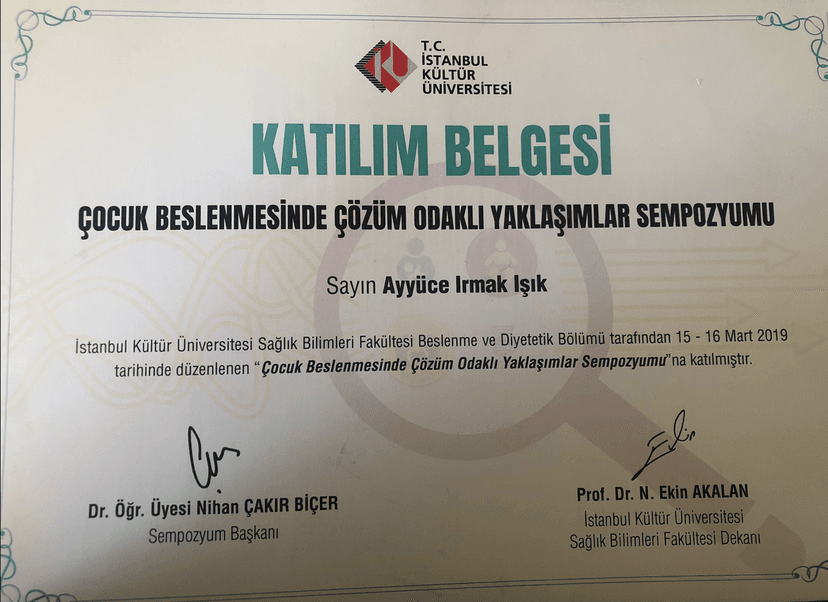 T.C.
İSTANBUL
KÜLTÜR
ÜNİVERSİTESİ
KATILIM BELGESİ
ÇOCUK BESLENMESİNDE ÇÖZÜM ODAKLI YAKLAŞIMLAR SEMPOZYUMU
Sayın Ayyüce Irmak Işık
İstanbul Kültür Üniversitesi Sağlık Bilimleri Fakültesi Beslenme ve Diyetetik Bölümü tarafından 15 - 16 Mart 2019
tarihinde düzenlenen “Çocuk Beslenmesinde Çözüm Odaklı Yaklaşımlar Sempozyumu”na katılmıştır.
Dr. Öğr. Üyesi Nihan ÇAKIR BİÇER
Sempozyum Başkanı
Prof. Dr. N. Ekin AKALAN
İstanbul Kültür Üniversitesi
Sağlık Bilimleri Fakültesi Dekanı